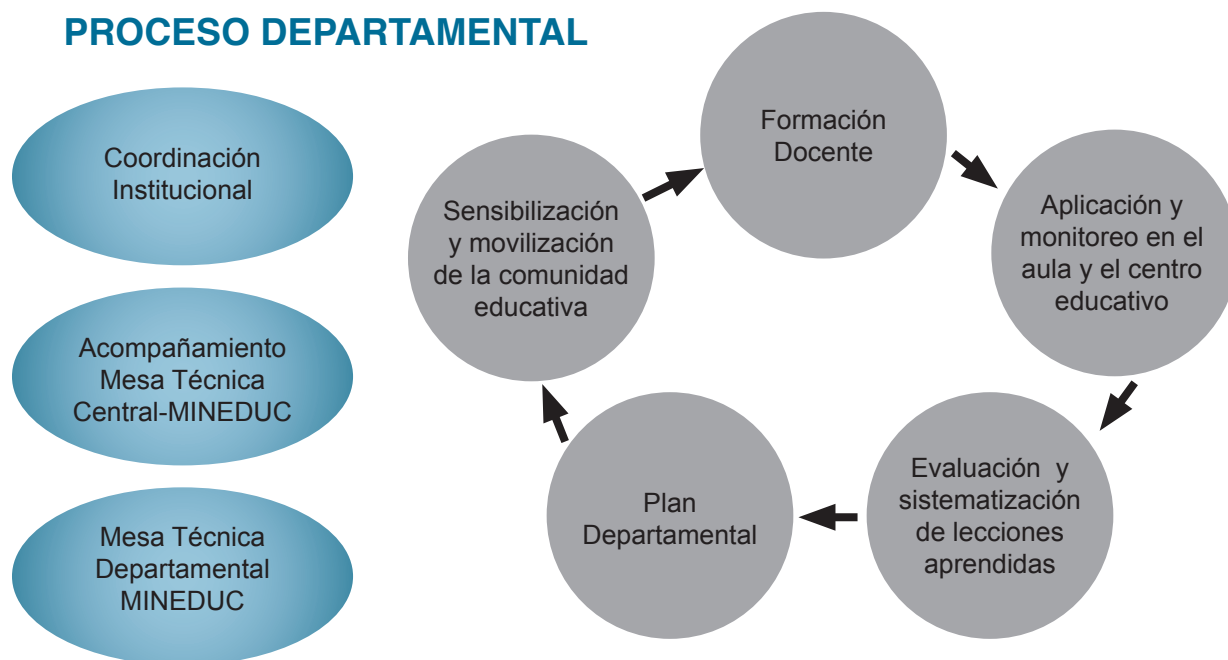 PROCESO DEPARTAMENTAL
Coordinación
Institucional
Acompañamiento
Mesa Técnica
Central-MINEDUC
Mesa Técnica
Departamental
MINEDUC
Formación
Docente
Aplicación y
monitoreo en el
aula y el centro
educativo
Evaluación y
sistematización
de lecciones
aprendidas
Plan
Departamental
Sensibilización
y movilización
de la comunidad
educativa